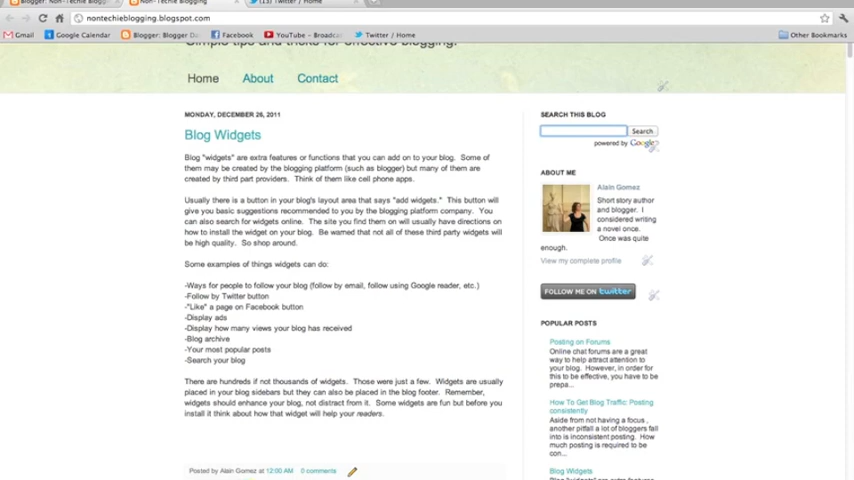 Blogger: Non-Techie Blogg
Non-Techie Blogging
(23) Twitter / Home
nontechieblogging.blogspot.com
Gmail
Google Calendar
Blogger: Blogger Da
Facebook
YouTube - Broadcas
Twitter / Home
Other Bookmarks
Simple tips and tricks for effective blogging.
Home
About
Contact
MONDAY, DECEMBER 26, 2011
Blog Widgets
Blog "widgets" are extra features or functions that you can add on to your blog. Some of
them may be created by the blogging platform (such as blogger) but many of them are
created by third part providers. Think of them like cell phone apps.
Usually there is a button in your blog's layout area that says "add widgets." This button will
give you basic suggestions recommended to you by the blogging platform company. You
can also search for widgets online. The site you find them on will usually have directions on
how to install the widget on your blog. Be warned that not all of these third party widgets will
be high quality. So shop around.
Some examples of things widgets can do:
-Ways for people to follow your blog (follow by email, follow using Google reader, etc.)
-Follow by Twitter button
-"Like" a page on Facebook button
-Display ads
-Display how many views your blog has received
-Blog archive
-Your most popular posts
-Search your blog
There are hundreds if not thousands of widgets. Those were just a few. Widgets are usually
placed in your blog sidebars but they can also be placed in the blog footer. Remember,
widgets should enhance your blog, not distract from it. Some widgets are fun but before you
install it think about how that widget will help your readers.
Posted by Alain Gomez at 12:00 AM 0 comments
SEARCH THIS BLOG
Search
powered by Google
ABOUT ME
Alain Gomez
Short story author
and blogger. I
considered writing
a novel once.
Once was quite
enough.
View my complete profile
FOLLOW ME ON twitter
POPULAR POSTS
Posting on Forums
Online chat forums are a great
way to help attract attention to
your blog. However, in order for
this to be effective, you have to be
prepa...
How To Get Blog Traffic: Posting
consistently
Aside from not having a focus ,
another pitfall a lot of bloggers fall
into is inconsistent posting. How
much posting is required to be
con...
Blog Widgets